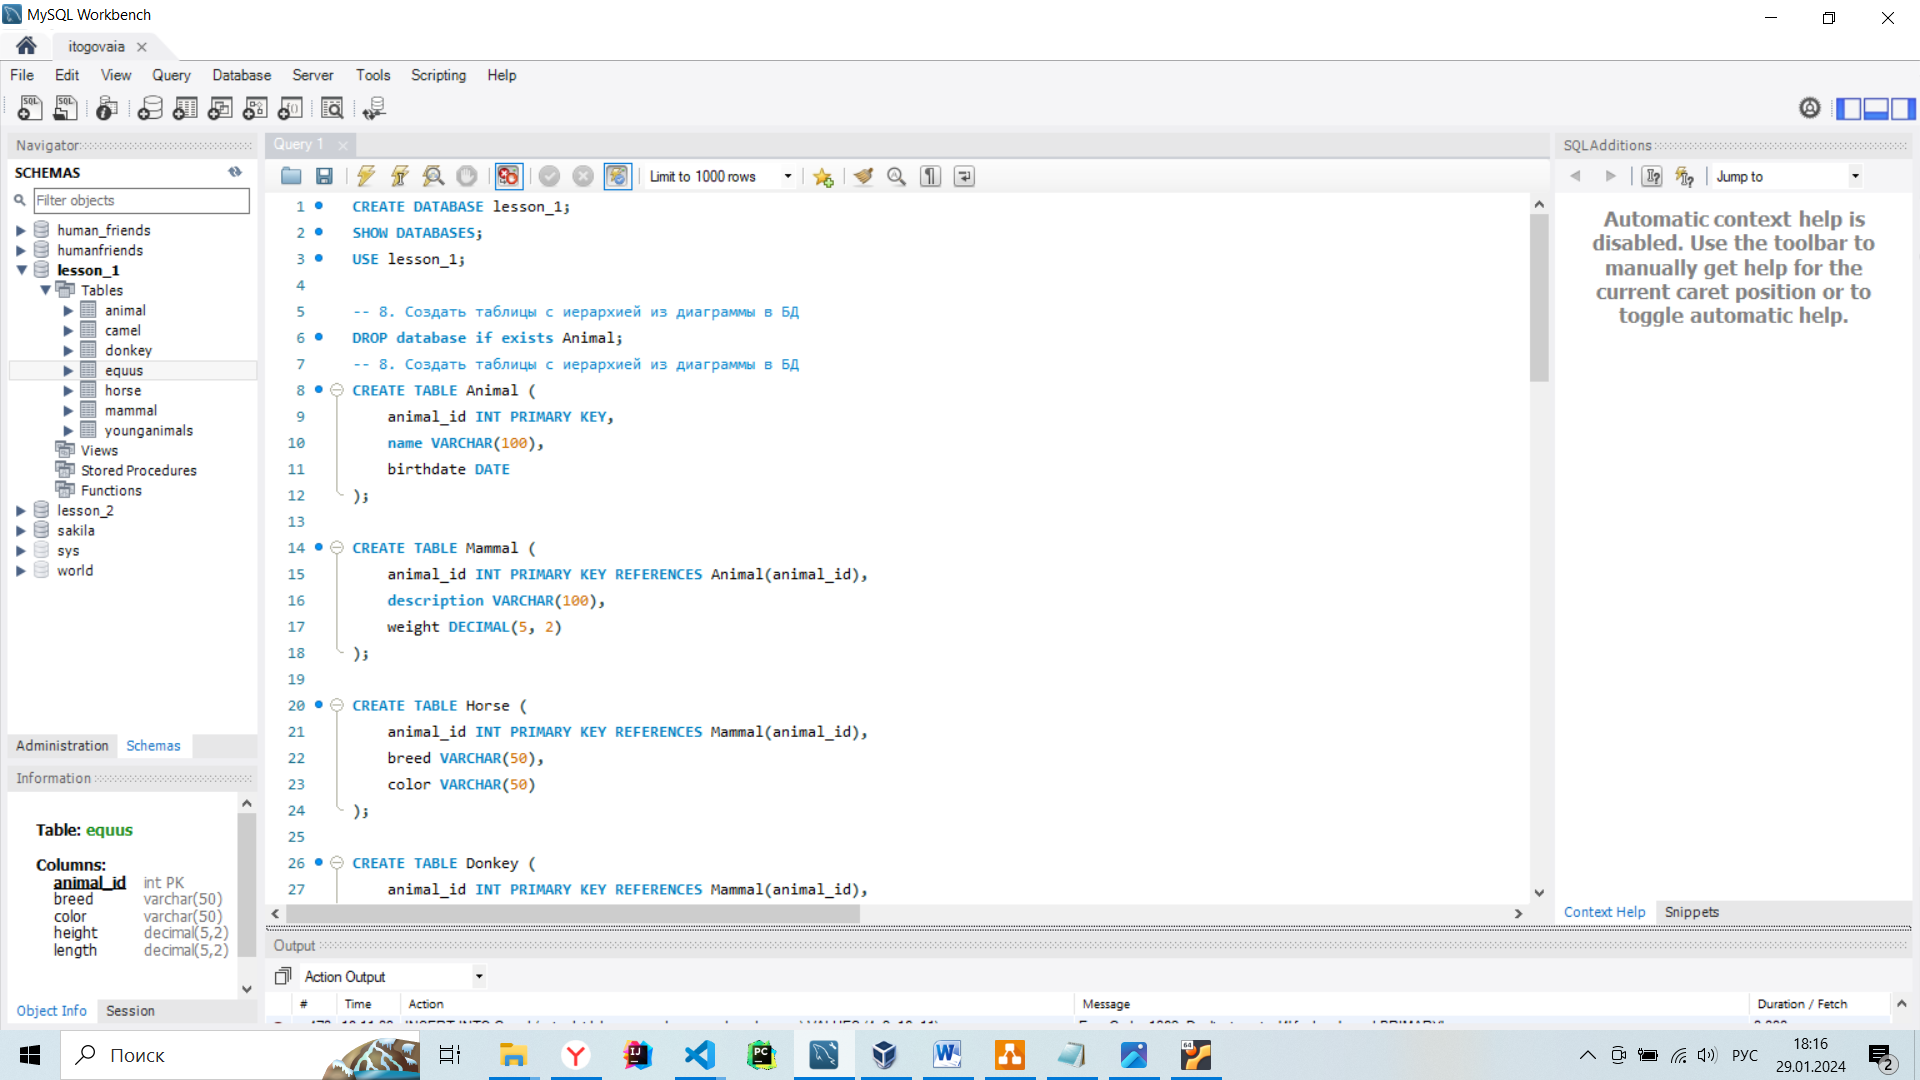 MySQL Workbench
itogovaia
File Edit View Query Database Server Tools Scripting Help
Navigator
SCHEMAS
Filter objects
human_friends
humanfriends
lesson_1
Tables
animal
camel
donkey
equus
horse
mammal
younganimals
Views
Stored Procedures
Functions
lesson_2
sakila
sys
world
Administration Schemas
Information
Table: equus
Columns:
animal_id int PK
breed varchar(50)
color varchar(50)
height decimal(5,2)
length decimal(5,2)
Object Info Session
Query 1
Limit to 1000 rows
1 CREATE DATABASE lesson_1;
2 SHOW DATABASES;
3 USE lesson_1;
4
5 -- 8. Создать таблицы с иерархией из диаграммы в БД
6 DROP database if exists Animal;
7 -- 8. Создать таблицы с иерархией из диаграммы в БД
8 CREATE TABLE Animal (
9 animal_id INT PRIMARY KEY,
10 name VARCHAR(100),
11 birthdate DATE
12 );
13
14 CREATE TABLE Mammal (
15 animal_id INT PRIMARY KEY REFERENCES Animal(animal_id),
16 description VARCHAR(100),
17 weight DECIMAL(5, 2)
18 );
19
20 CREATE TABLE Horse (
21 animal_id INT PRIMARY KEY REFERENCES Mammal(animal_id),
22 breed VARCHAR(50),
23 color VARCHAR(50)
24 );
25
26 CREATE TABLE Donkey (
27 animal_id INT PRIMARY KEY REFERENCES Mammal(animal_id),
SQLAdditions
Jump to
Automatic context help is
disabled. Use the toolbar to
manually get help for the
current caret position or to
toggle automatic help.
Context Help Snippets
Output
Action Output
# Time Action Message Duration / Fetch
Поиск
РУС
18:16
29.01.2024
2